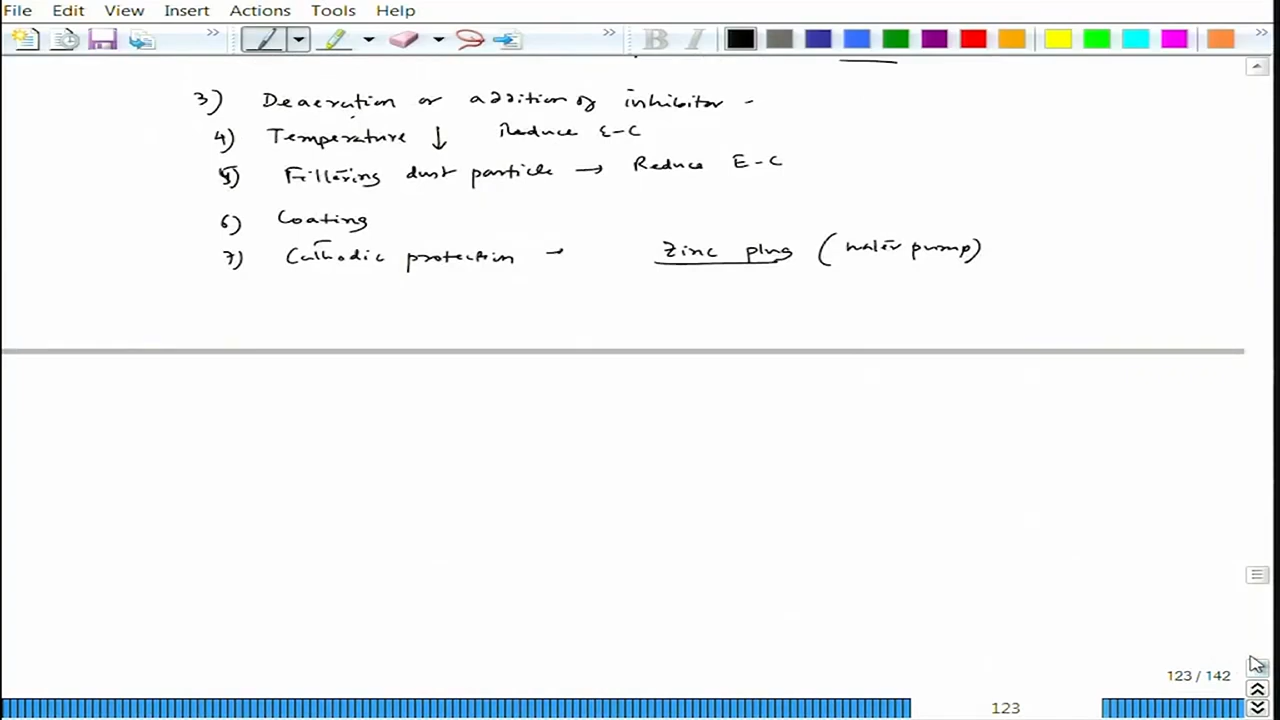 File Edit View Insert Actions Tools Help
B I
3) Deaeration or addition of inhibitor -
4) Temperature ↓ Reduce E-C
5) Filtering dust particle → Reduce E-C
6) Coating
7) Cathodic protection → Zinc plug (water pump)
123 / 142
123